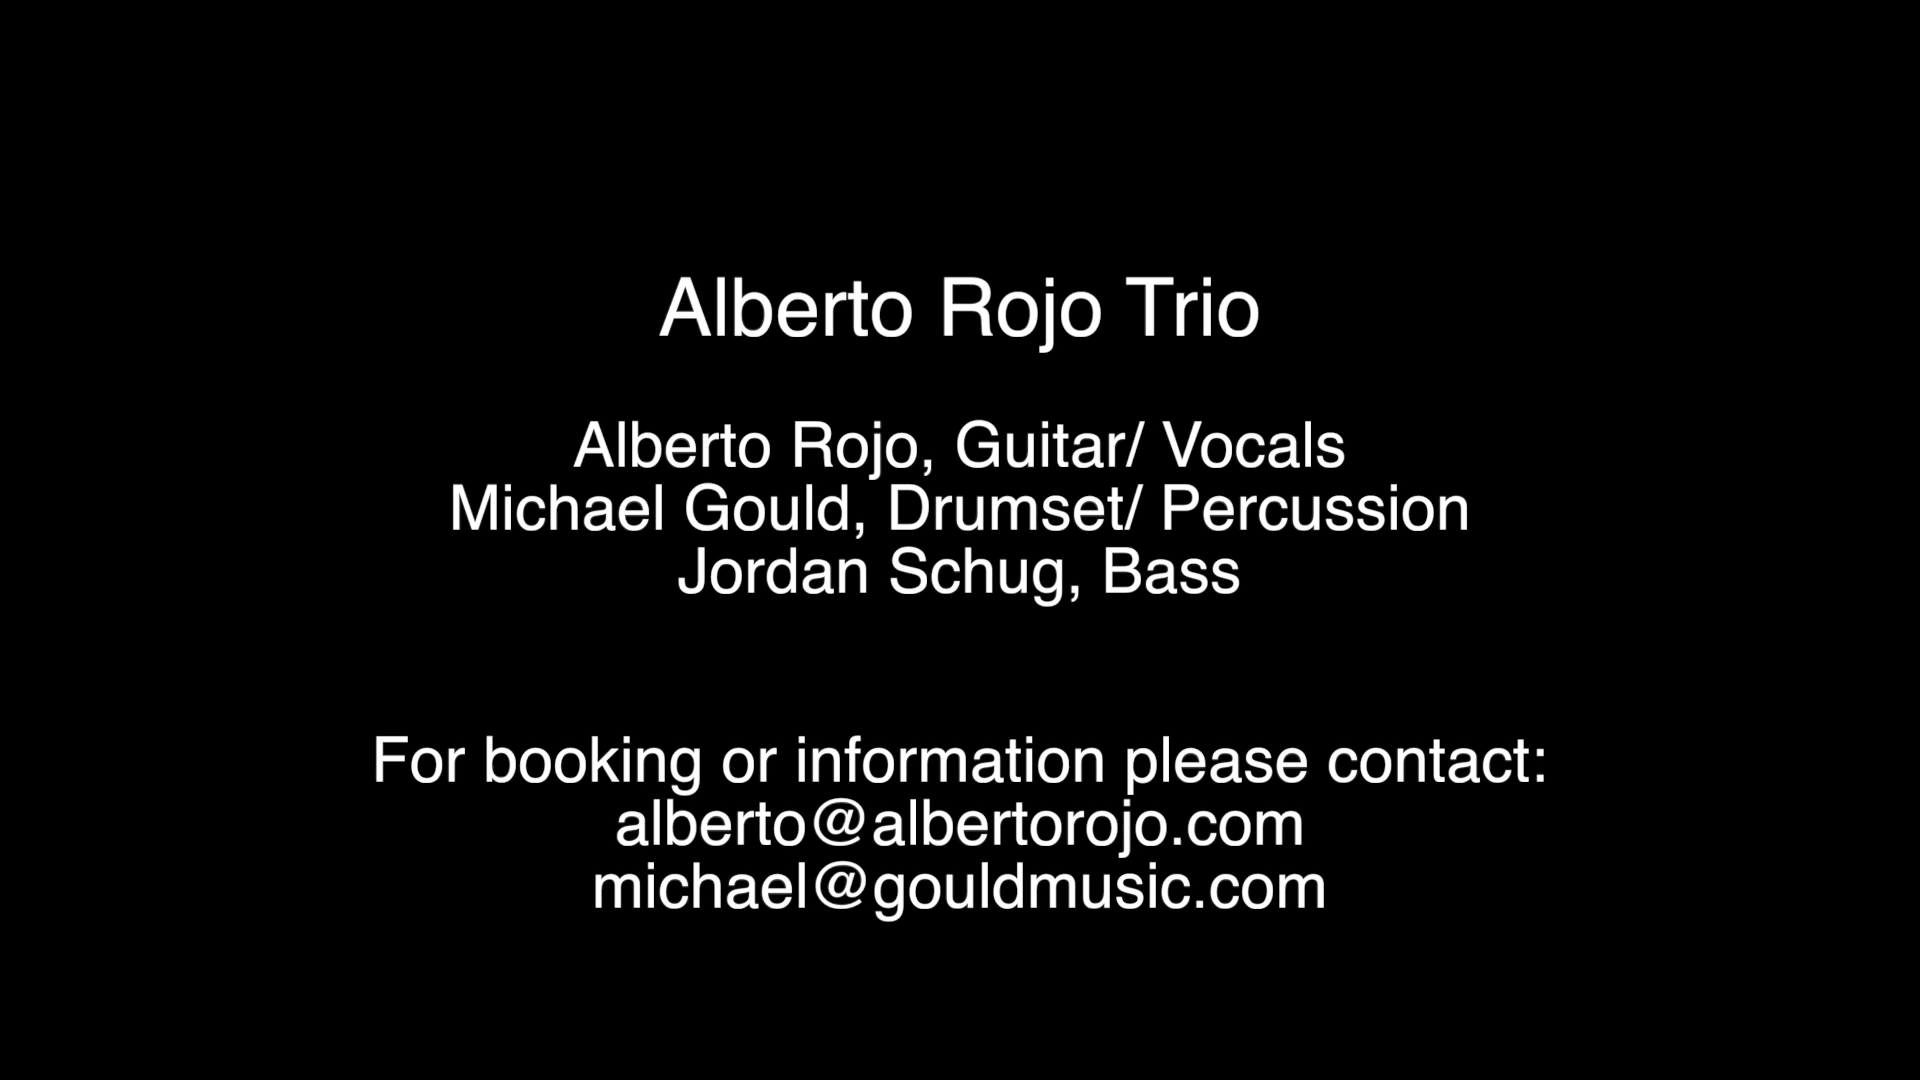 Alberto Rojo Trio
Alberto Rojo, Guitar/ Vocals
Michael Gould, Drumset/ Percussion
Jordan Schug, Bass
For booking or information please contact:
alberto@albertorojo.com
michael@gouldmusic.com